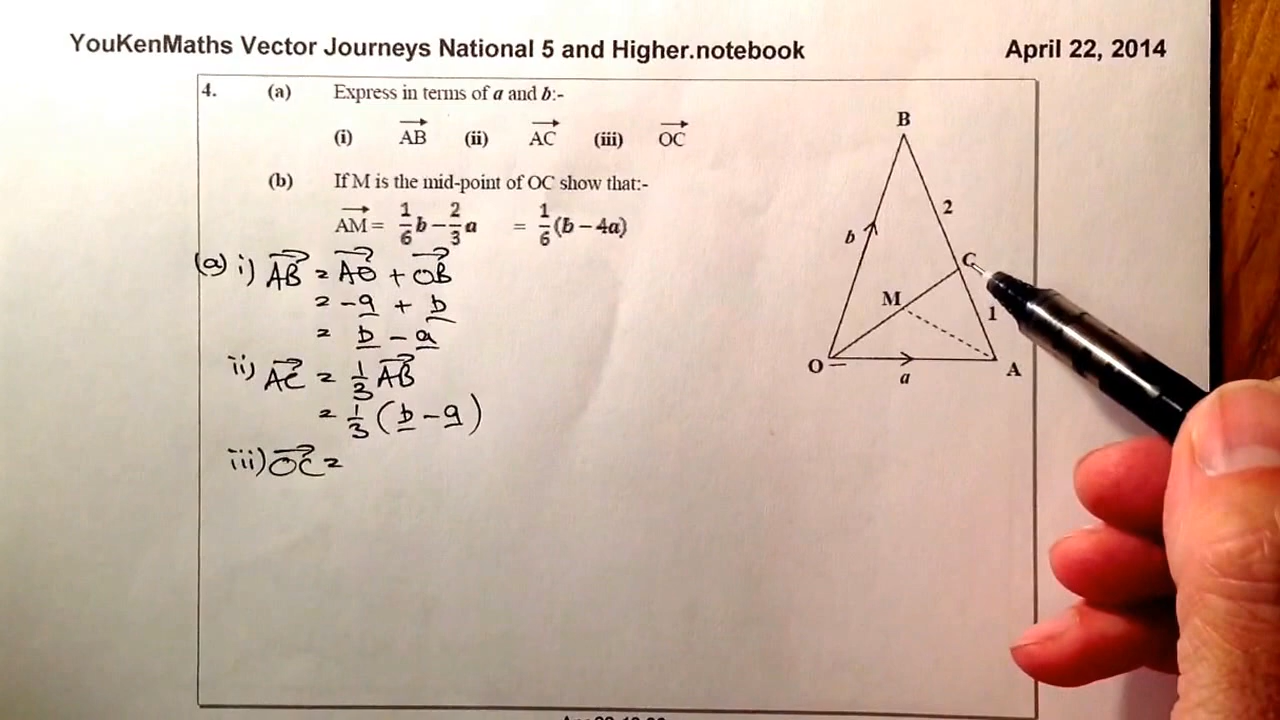 YouKenMaths Vector Journeys National 5 and Higher.notebook April 22, 2014
4. (a) Express in terms of a and b:-
(i) AB (ii) AC (iii) OC
(b) If M is the mid-point of OC show that:-
AM = 1/6 b − 2/3 a = 1/6 (b − 4a)
(a) i) AB = AO + OB
= -a + b
= b - a
ii) AC = 1/3 AB
= 1/3 (b - a)
iii) OC =
B
2
b
C
M
1
O
A
a